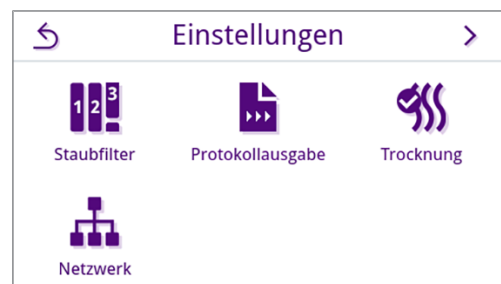 Einstellungen
1 2 3
Staubfilter
Protokollausgabe
Trocknung
Netzwerk